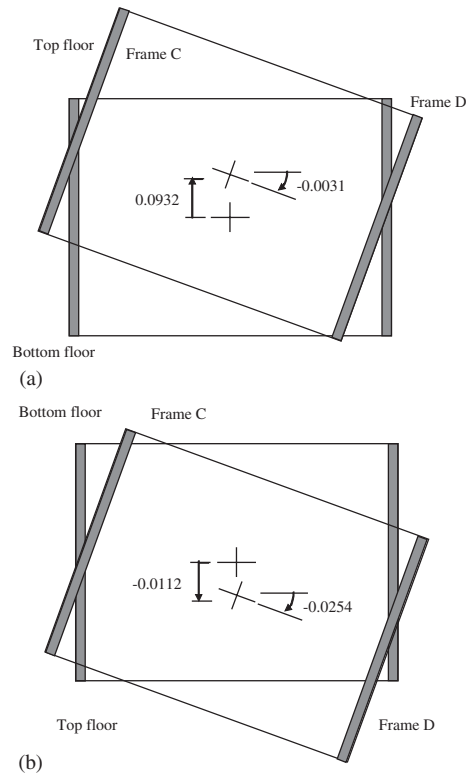 Top floor
Frame C
Frame D
-0.0031
0.0932
Bottom floor
(a)
Bottom floor
Frame C
-0.0112
-0.0254
Top floor
Frame D
(b)